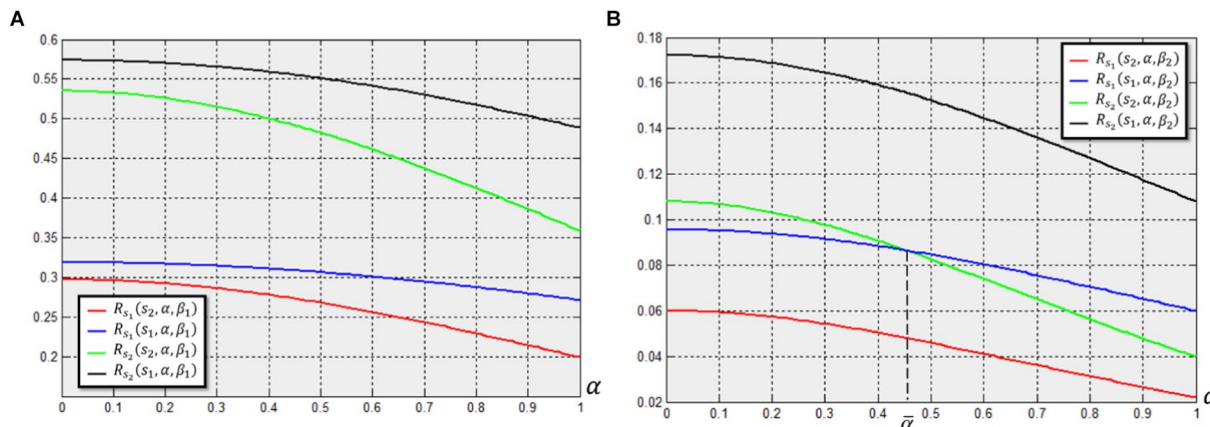 A
0.6
0.55
0.5
0.45
0.4
0.35
0.3
0.25
0.2
R_{s_1}(s_2, α, β_1)
R_{s_1}(s_1, α, β_1)
R_{s_2}(s_2, α, β_1)
R_{s_2}(s_1, α, β_1)
0 0.1 0.2 0.3 0.4 0.5 0.6 0.7 0.8 0.9 1
α
B
0.18
0.16
0.14
0.12
0.1
0.08
0.06
0.04
0.02
R_{s_1}(s_2, α, β_2)
R_{s_1}(s_1, α, β_2)
R_{s_2}(s_2, α, β_2)
R_{s_2}(s_1, α, β_2)
0 0.1 0.2 0.3 0.4 0.5 0.6 0.7 0.8 0.9 1
ᾱ